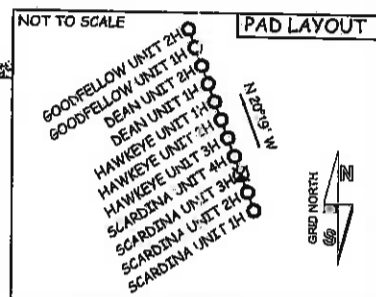 NOT TO SCALE
PAD LAYOUT
GOODFELLOW UNIT 2H
GOODFELLOW UNIT 1H
DEAN UNIT 2H
DEAN UNIT 1H
HAWKEYE UNIT 1H
HAWKEYE UNIT 2H
HAWKEYE UNIT 3H
SCARDINA UNIT 4H
SCARDINA UNIT 3H
SCARDINA UNIT 2H
SCARDINA UNIT 1H
N 20°19' W
GRID NORTH
N
S